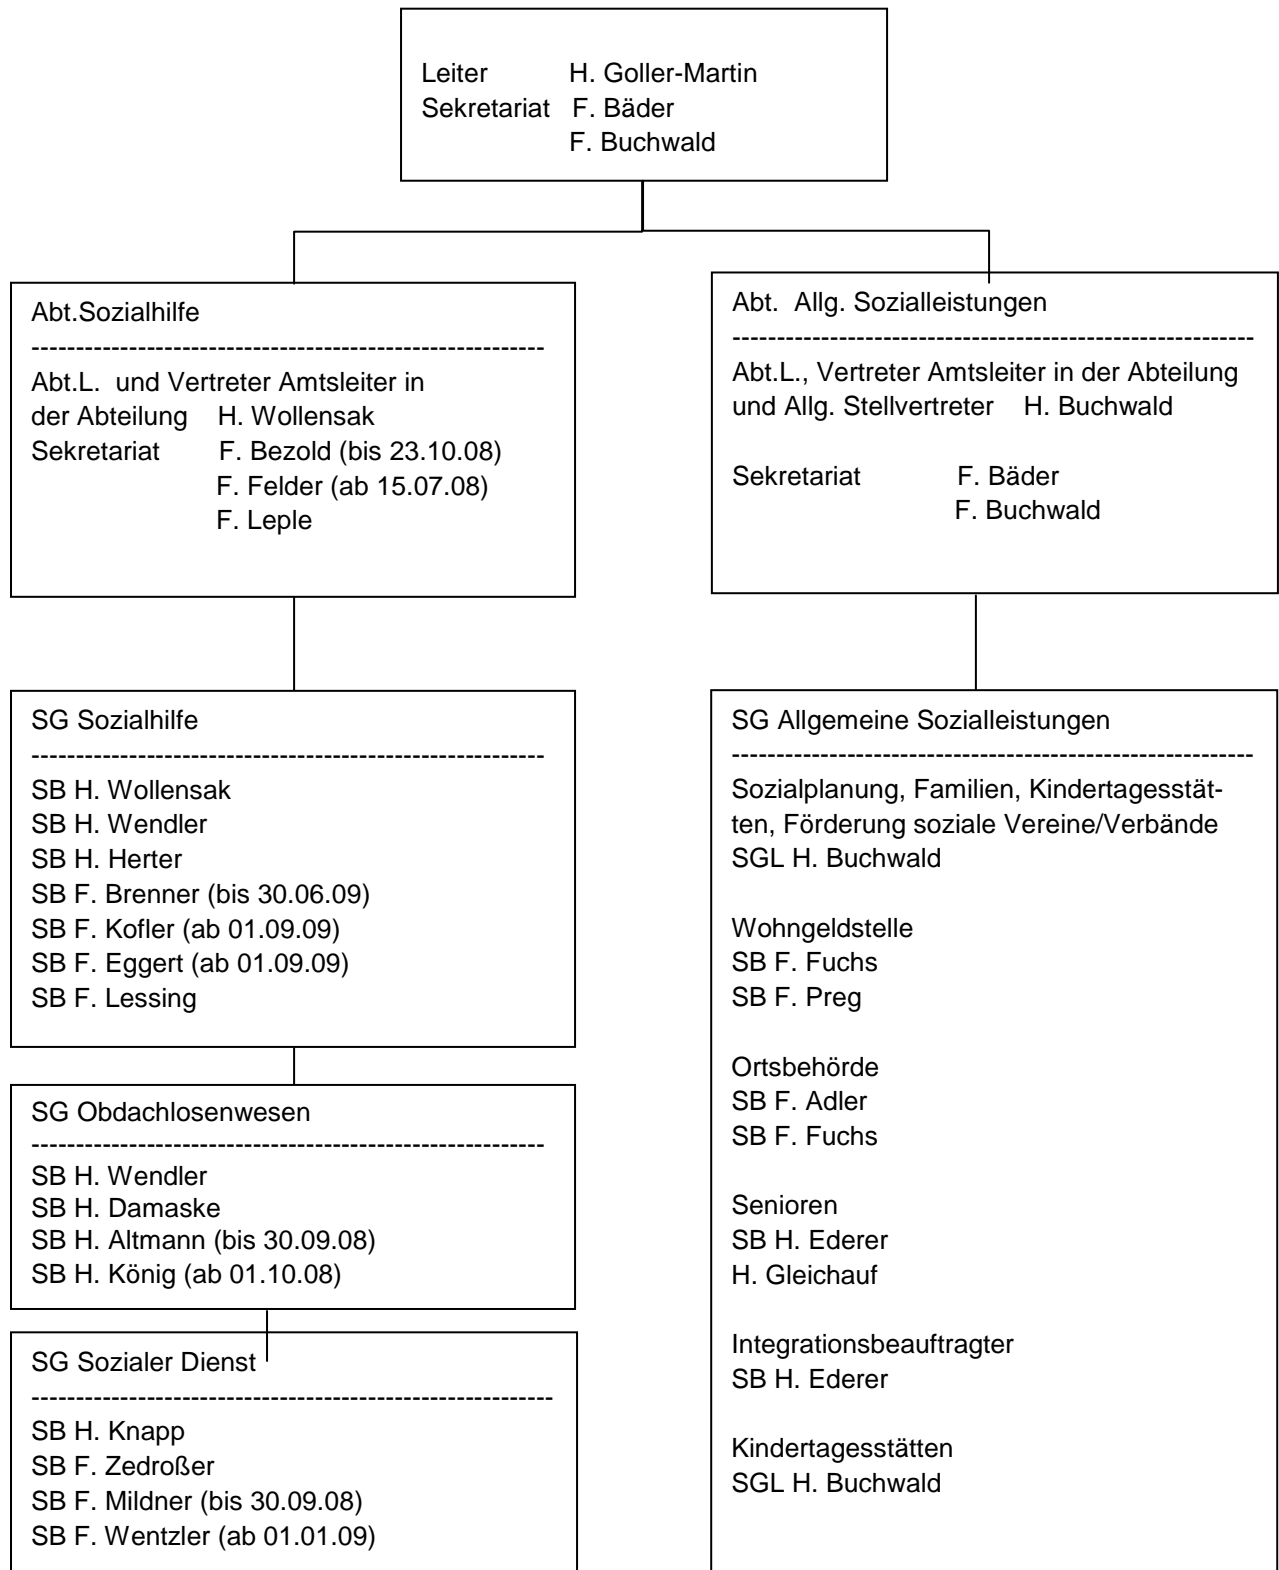 Leiter H. Goller-Martin
Sekretariat F. Bäder
F. Buchwald
Abt.Sozialhilfe
---------------------------------------------------------
Abt.L. und Vertreter Amtsleiter in
der Abteilung H. Wollensak
Sekretariat F. Bezold (bis 23.10.08)
F. Felder (ab 15.07.08)
F. Leple
Abt. Allg. Sozialleistungen
----------------------------------------------------------
Abt.L., Vertreter Amtsleiter in der Abteilung
und Allg. Stellvertreter H. Buchwald
Sekretariat F. Bäder
F. Buchwald
SG Sozialhilfe
---------------------------------------------------------
SB H. Wollensak
SB H. Wendler
SB H. Herter
SB F. Brenner (bis 30.06.09)
SB F. Kofler (ab 01.09.09)
SB F. Eggert (ab 01.09.09)
SB F. Lessing
SG Obdachlosenwesen
---------------------------------------------------------
SB H. Wendler
SB H. Damaske
SB H. Altmann (bis 30.09.08)
SB H. König (ab 01.10.08)
SG Sozialer Dienst
----------------------------------------------------------
SB H. Knapp
SB F. Zedroßer
SB F. Mildner (bis 30.09.08)
SB F. Wentzler (ab 01.01.09)
SG Allgemeine Sozialleistungen
----------------------------------------------------------
Sozialplanung, Familien, Kindertagesstät-
ten, Förderung soziale Vereine/Verbände
SGL H. Buchwald
Wohngeldstelle
SB F. Fuchs
SB F. Preg
Ortsbehörde
SB F. Adler
SB F. Fuchs
Senioren
SB H. Ederer
H. Gleichauf
Integrationsbeauftragter
SB H. Ederer
Kindertagesstätten
SGL H. Buchwald